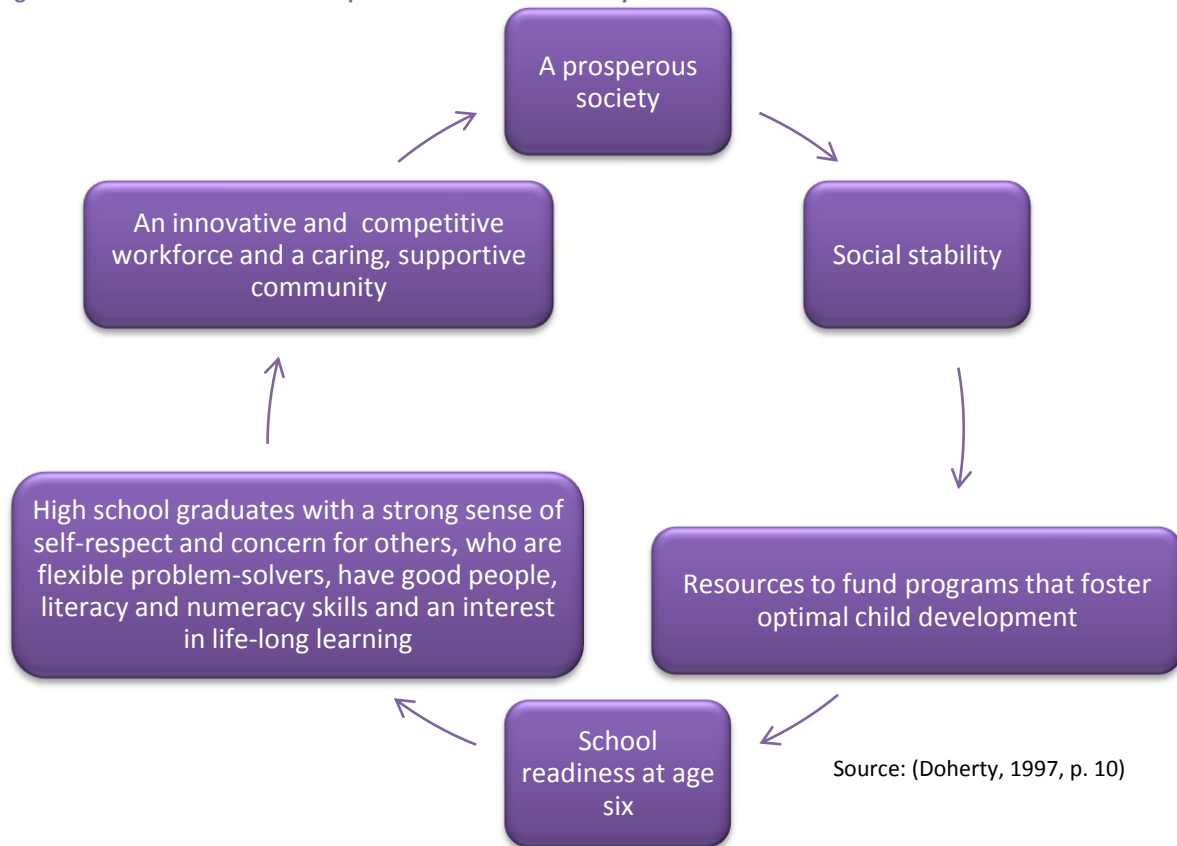 A prosperous
society
Social stability
Resources to fund programs that foster
optimal child development
School
readiness at age
six
Source: (Doherty, 1997, p. 10)
High school graduates with a strong sense of
self-respect and concern for others, who are
flexible problem-solvers, have good people,
literacy and numeracy skills and an interest
in life-long learning
An innovative and  competitive
workforce and a caring, supportive
community